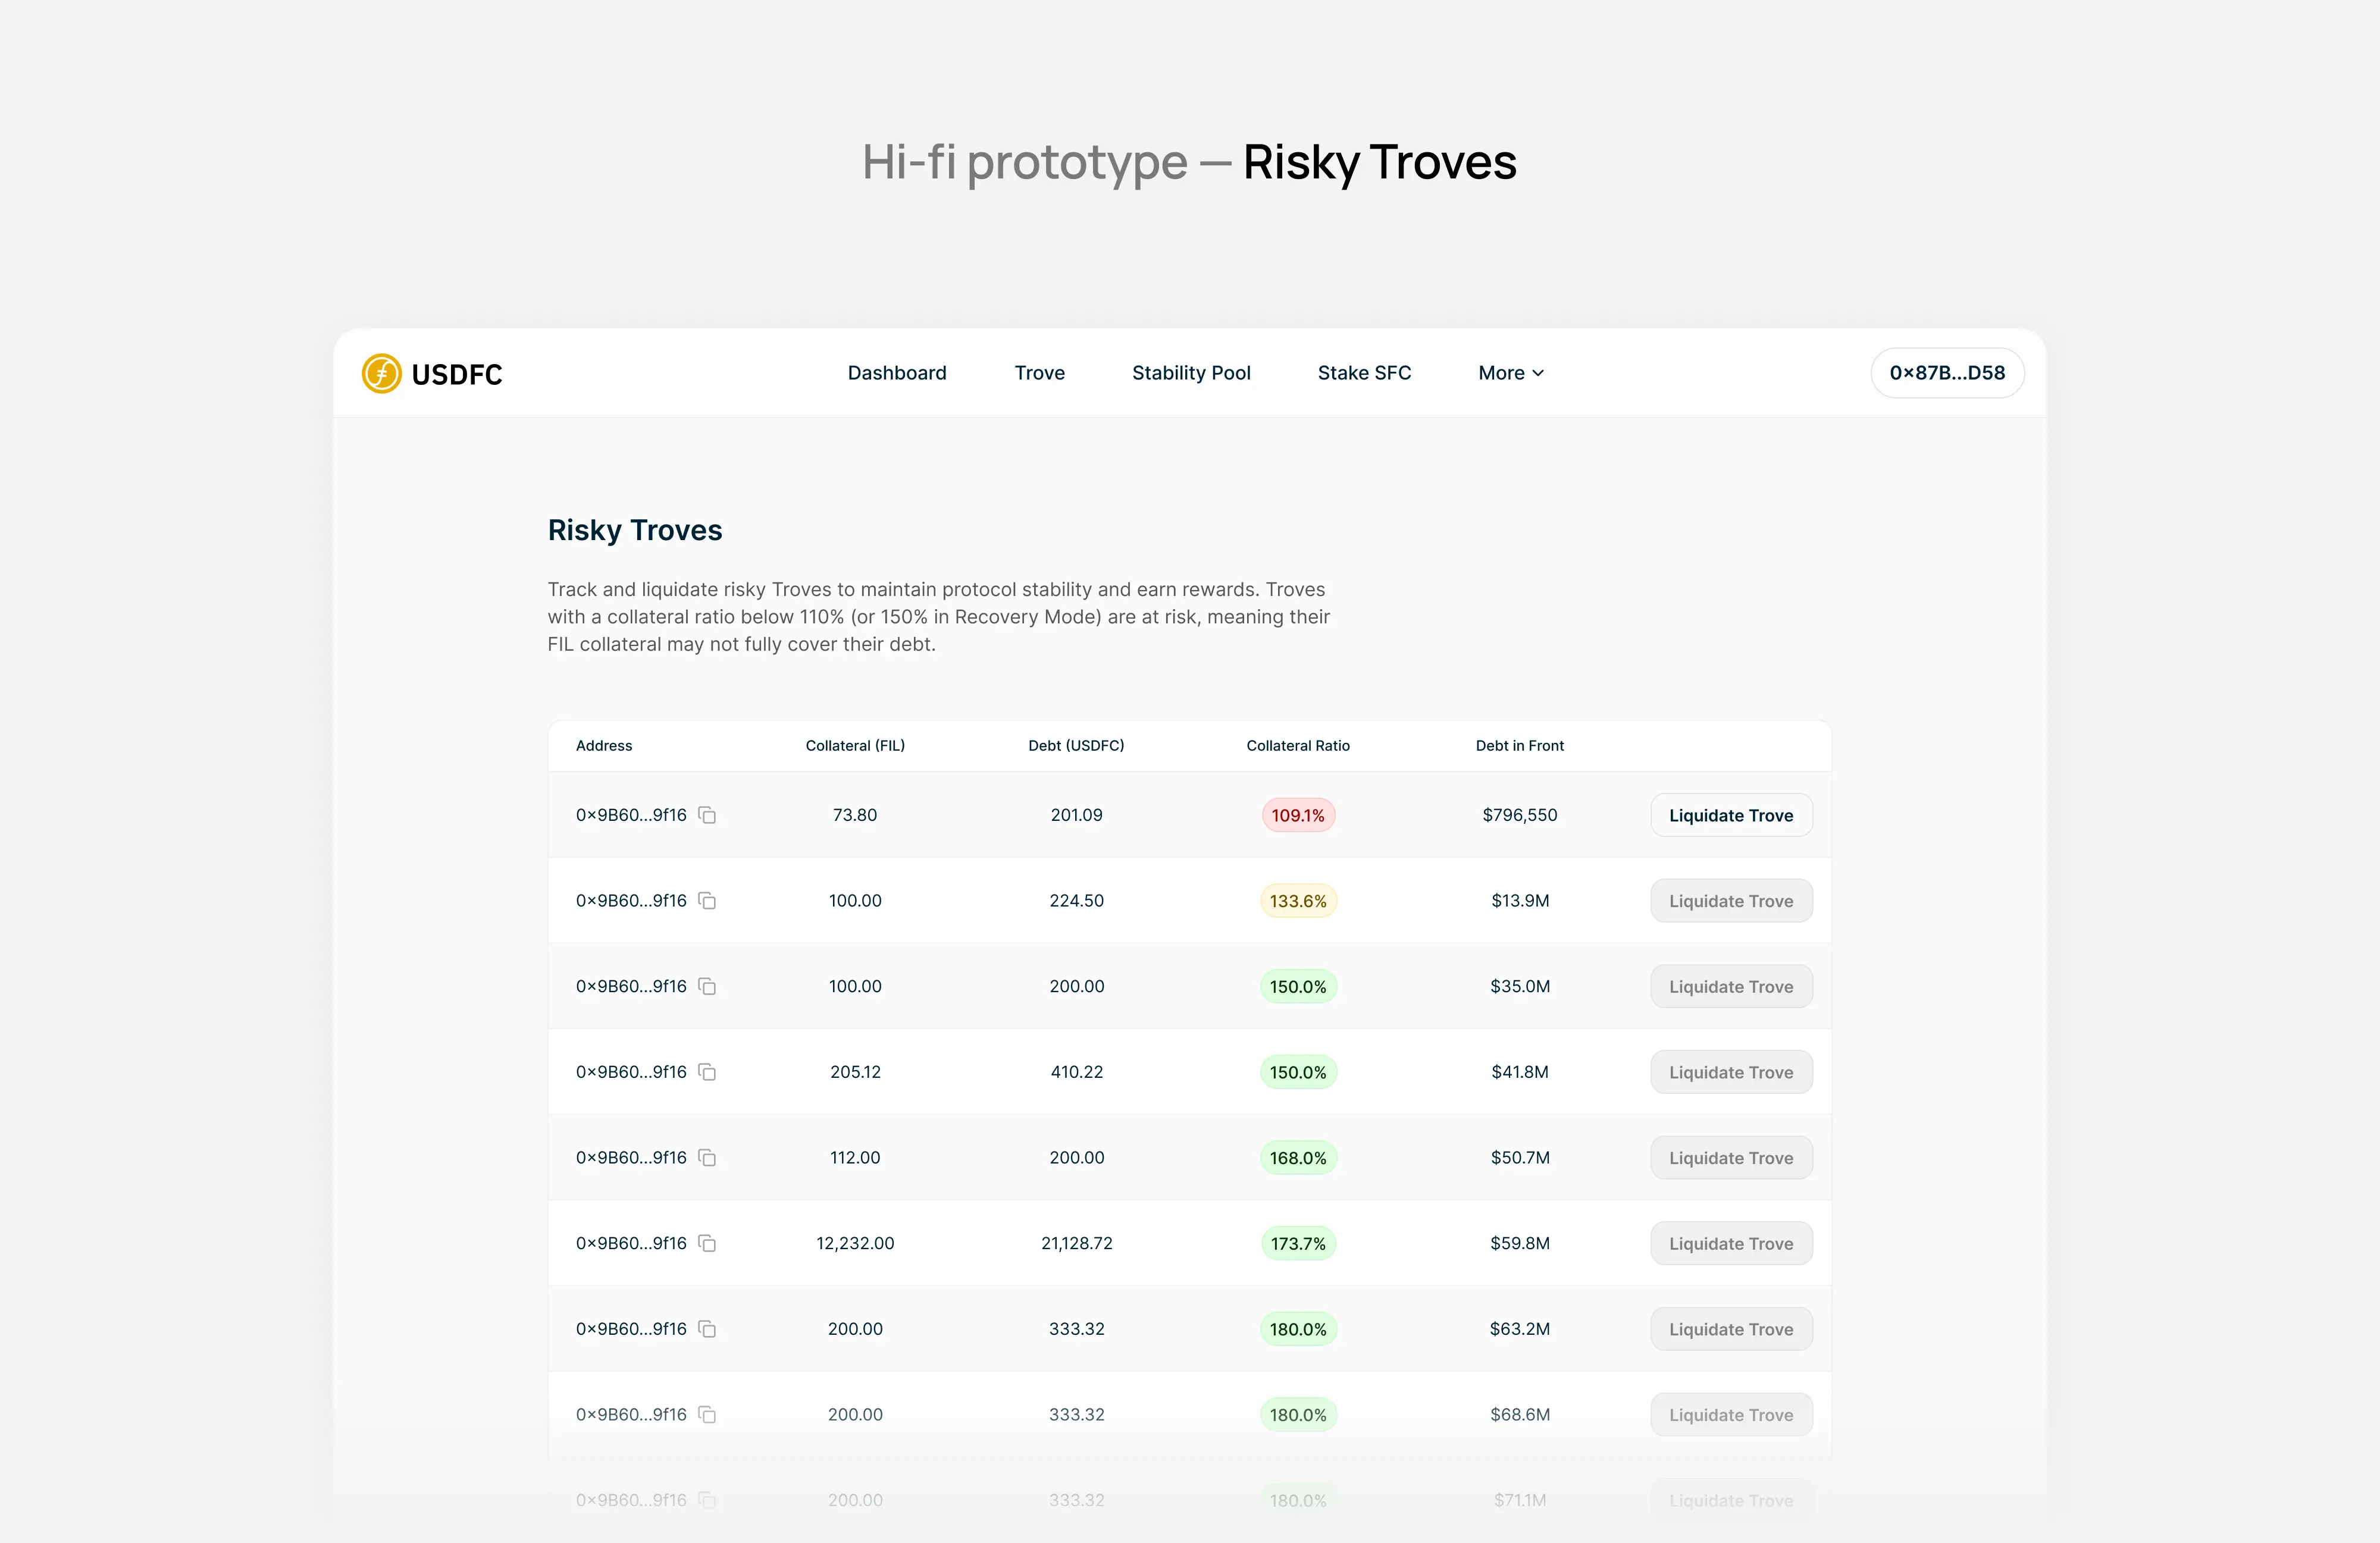 Hi-fi prototype — Risky Troves
USDFC
Dashboard
Trove
Stability Pool
Stake SFC
More
0×87B...D58
Risky Troves
Track and liquidate risky Troves to maintain protocol stability and earn rewards. Troves
with a collateral ratio below 110% (or 150% in Recovery Mode) are at risk, meaning their
FIL collateral may not fully cover their debt.
Address Collateral (FIL) Debt (USDFC) Collateral Ratio Debt in Front
0×9B60...9f16 73.80 201.09 109.1% $796,550 Liquidate Trove
0×9B60...9f16 100.00 224.50 133.6% $13.9M Liquidate Trove
0×9B60...9f16 100.00 200.00 150.0% $35.0M Liquidate Trove
0×9B60...9f16 205.12 410.22 150.0% $41.8M Liquidate Trove
0×9B60...9f16 112.00 200.00 168.0% $50.7M Liquidate Trove
0×9B60...9f16 12,232.00 21,128.72 173.7% $59.8M Liquidate Trove
0×9B60...9f16 200.00 333.32 180.0% $63.2M Liquidate Trove
0×9B60...9f16 200.00 333.32 180.0% $68.6M Liquidate Trove
0×9B60...9f16 200.00 333.32 180.0% $71.1M Liquidate Trove